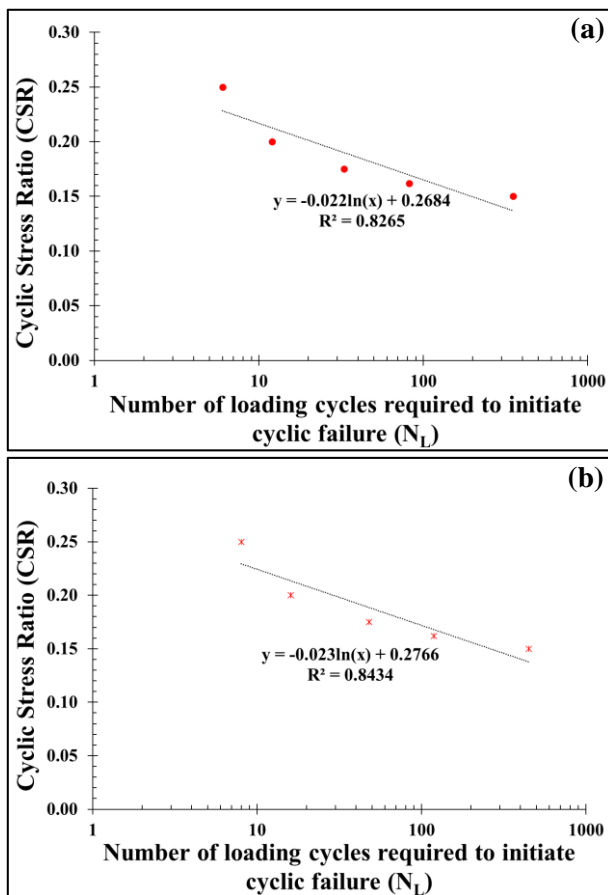 (a)
Cyclic Stress Ratio (CSR)
0.30
0.25
0.20
0.15
0.10
0.05
0.00
y = -0.022ln(x) + 0.2684
R² = 0.8265
1 10 100 1000
Number of loading cycles required to initiate
cyclic failure (N_L)
(b)
Cyclic Stress Ratio (CSR)
0.30
0.25
0.20
0.15
0.10
0.05
0.00
y = -0.023ln(x) + 0.2766
R² = 0.8434
1 10 100 1000
Number of loading cycles required to initiate
cyclic failure (N_L)